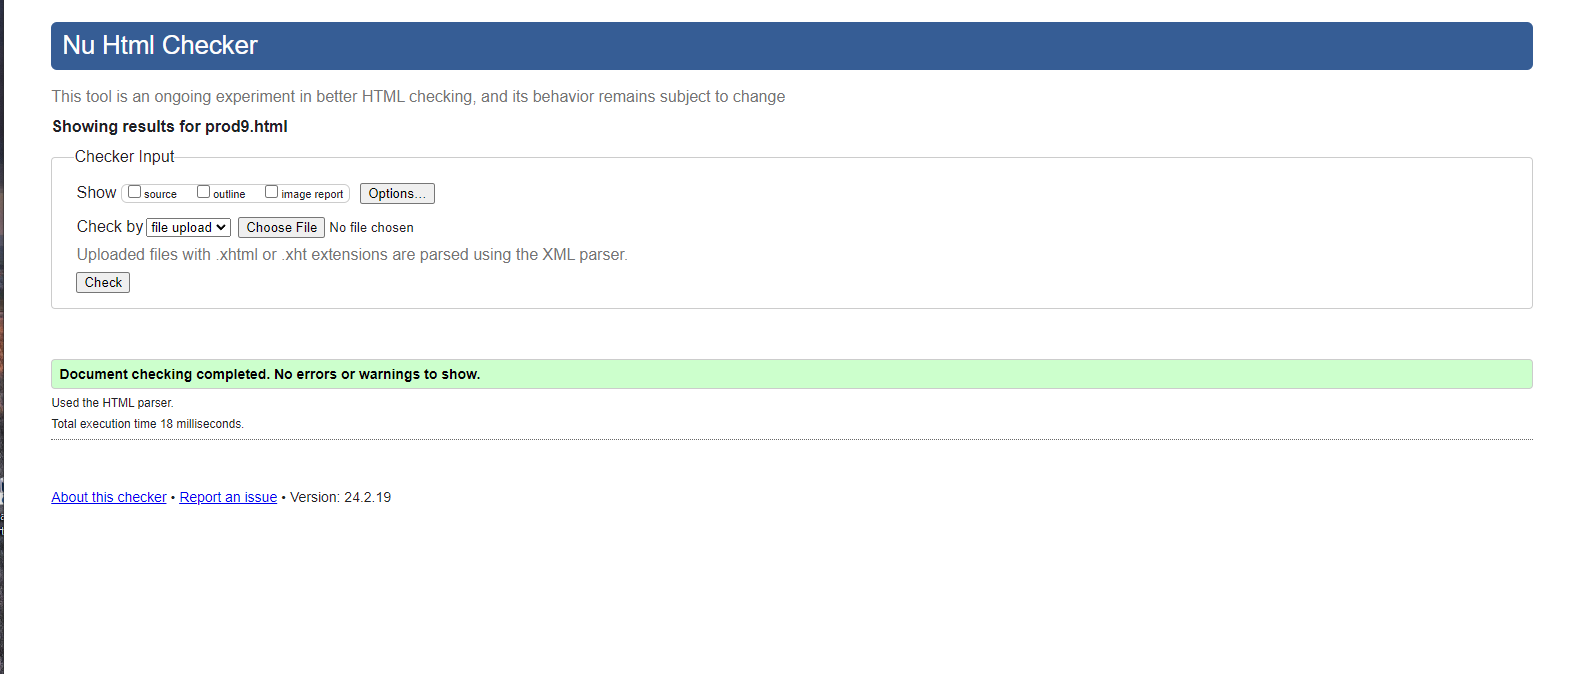 Nu Html Checker
This tool is an ongoing experiment in better HTML checking, and its behavior remains subject to change
Showing results for prod9.html
Checker Input
Show source outline image report Options...
Check by file upload Choose File No file chosen
Uploaded files with .xhtml or .xht extensions are parsed using the XML parser.
Check
Document checking completed. No errors or warnings to show.
Used the HTML parser.
Total execution time 18 milliseconds.
About this checker • Report an issue • Version: 24.2.19